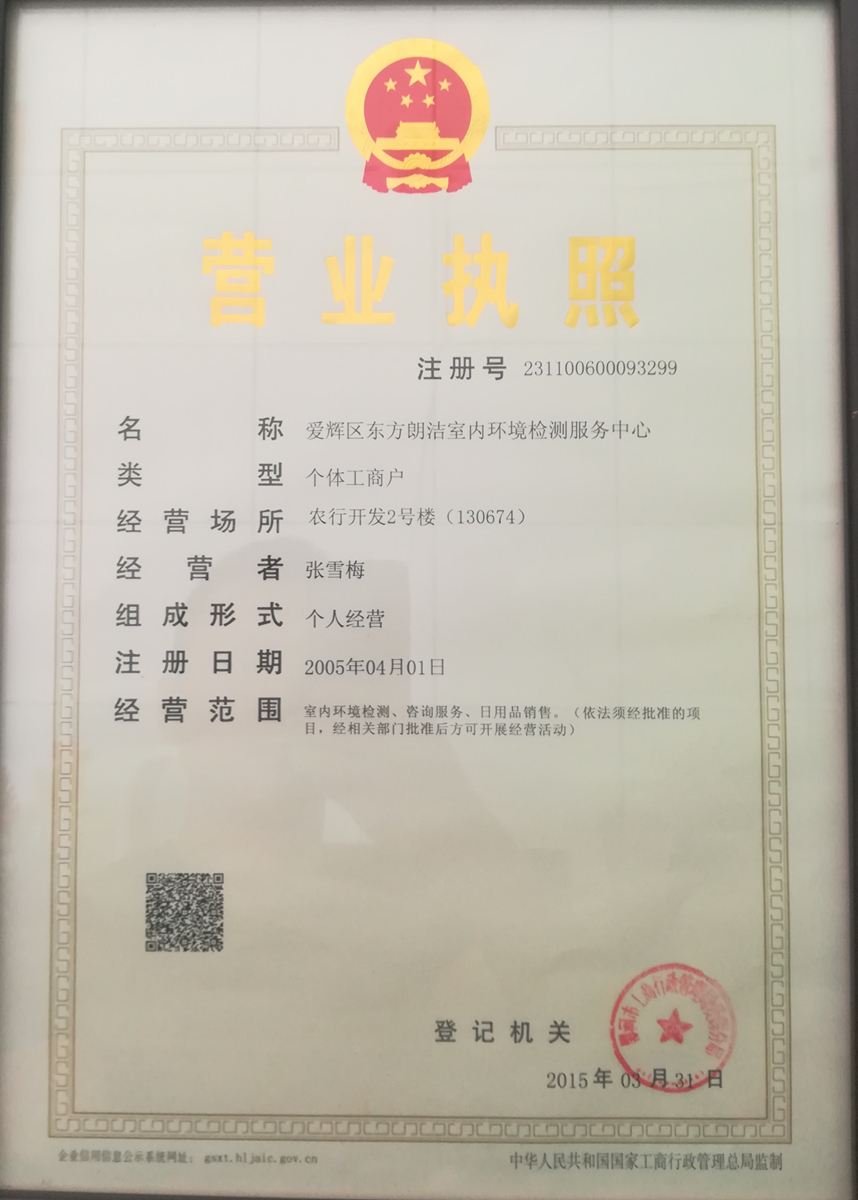 营业执照
注册号 231100600093299
名称 爱辉区东方朗洁室内环境检测服务中心
类型 个体工商户
经营场所 农行开发2号楼（130674）
经营者 张雪梅
组成形式 个人经营
注册日期 2005年04月01日
经营范围 室内环境检测、咨询服务、日用品销售。（依法须经批准的项
目，经相关部门批准后方可开展经营活动）
登记机关
2015年03月31日
企业信用信息公示系统网址： gsxt.hljaic.gov.cn
中华人民共和国国家工商行政管理总局监制